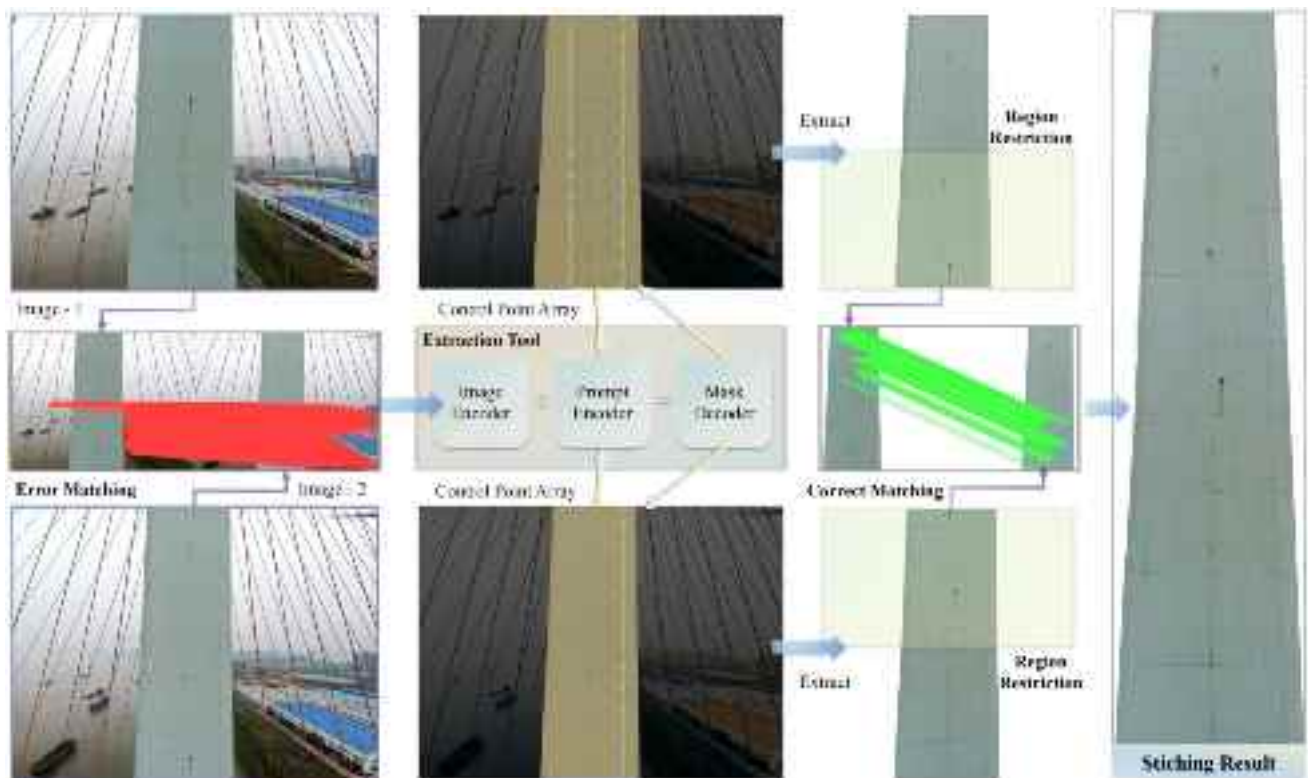 Extract
Region
Restriction
Image - 1
Control Point Array
Extraction Tool
Image
Encoder
Prompt
Encoder
Mask
Decoder
Error Matching
Image - 2
Control Point Array
Correct Matching
Extract
Region
Restriction
Stiching Result